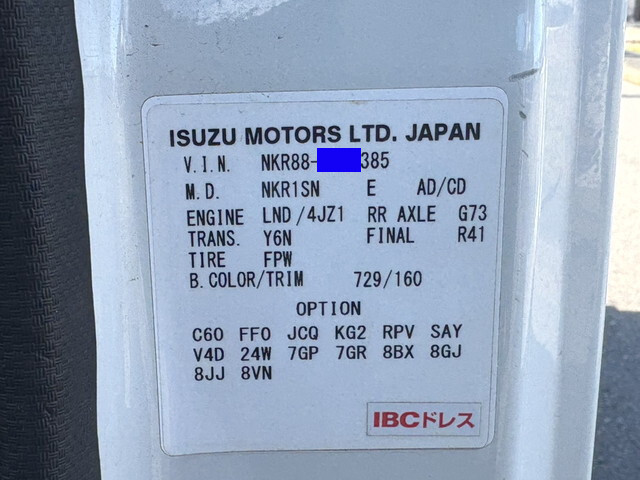 ISUZU MOTORS LTD. JAPAN
V.I.N. NKR88- 385
M.D. NKR1SN E AD/CD
ENGINE LND/4JZ1 RR AXLE G73
TRANS. Y6N FINAL R41
TIRE FPW
B.COLOR/TRIM 729/160
OPTION
C60 FF0 JCQ KG2 RPV SAY
V4D 24W 7GP 7GR 8BX 8GJ
8JJ 8VN
IBCドレス